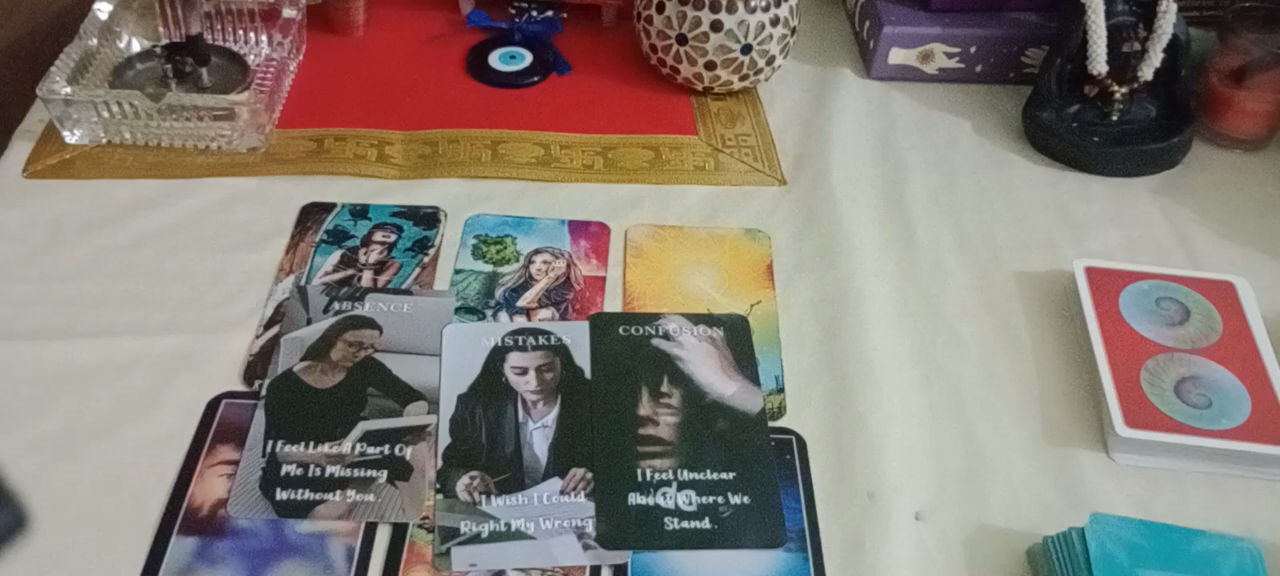 ABSENCE
I Feel Like A Part Of
Me Is Missing
Without You.
MISTAKES
I Wish I Could
Right My Wrong
CONFUSION
I Feel Unclear
About Where We
Stand.